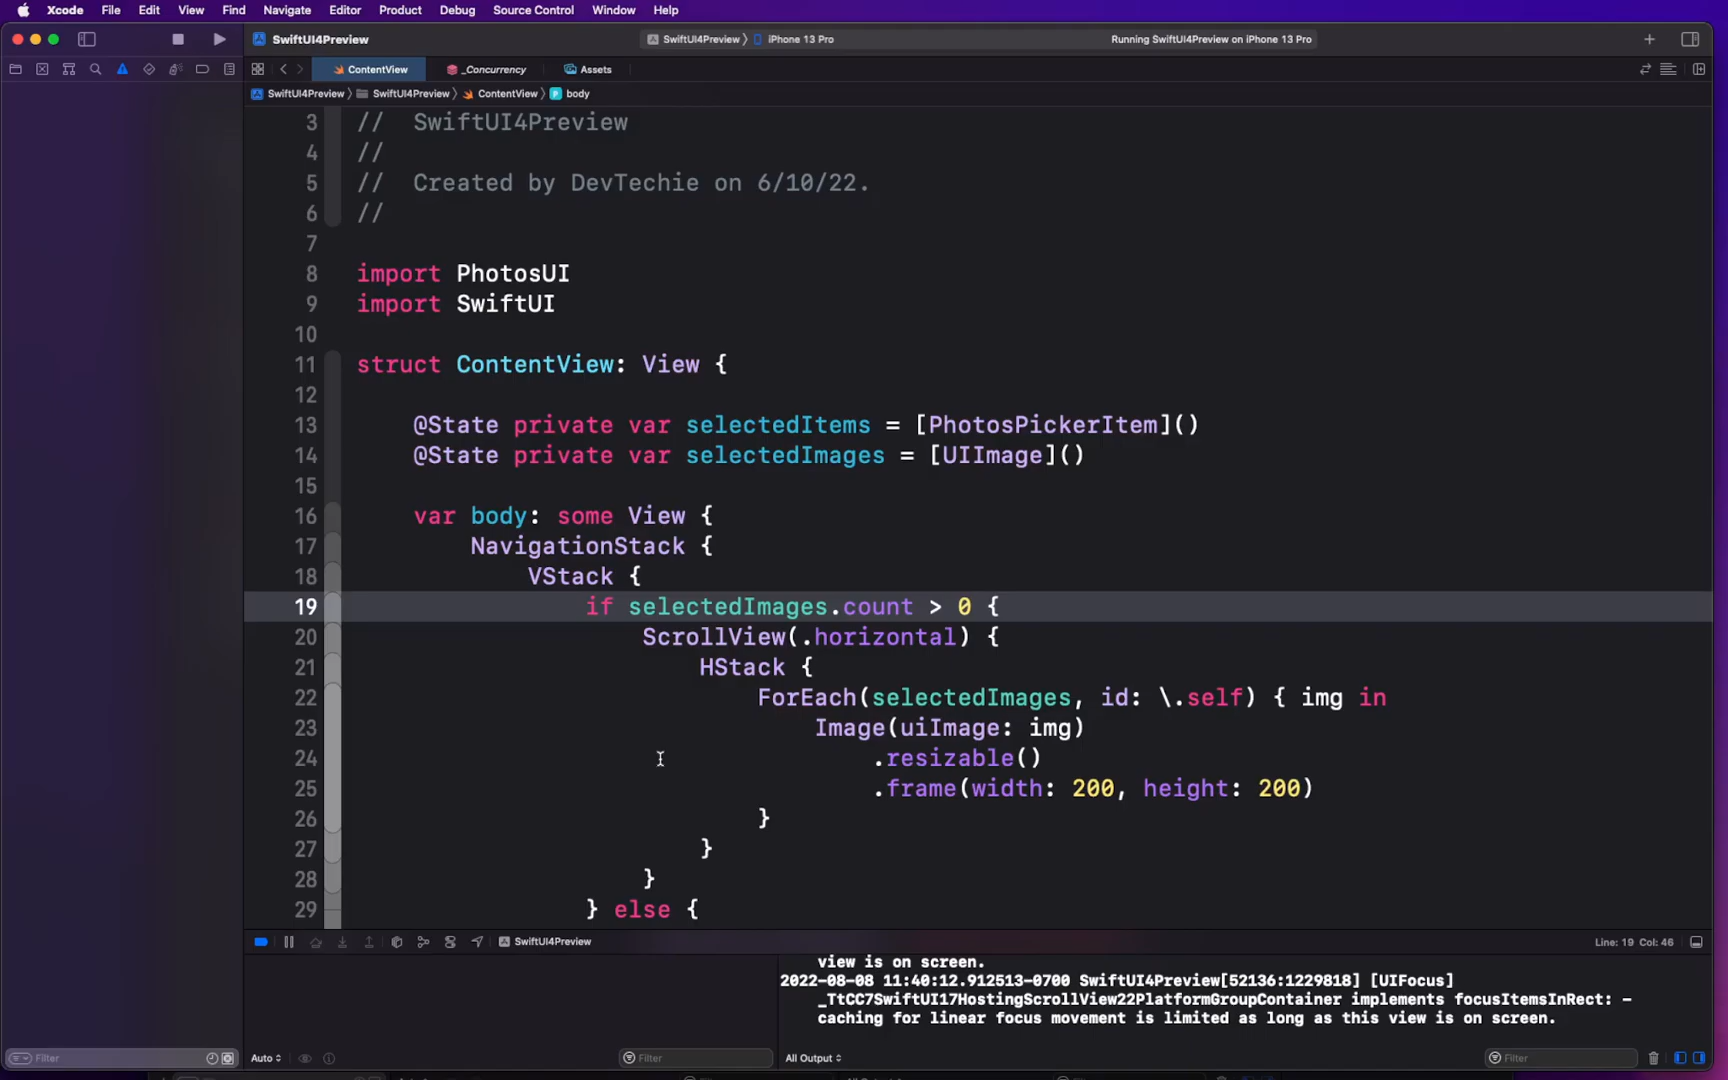 Xcode File Edit View Find Navigate Editor Product Debug Source Control Window Help
SwiftUI4Preview SwiftUI4Preview 〉 iPhone 13 Pro Running SwiftUI4Preview on iPhone 13 Pro
ContentView _Concurrency Assets
SwiftUI4Preview 〉 SwiftUI4Preview 〉 ContentView 〉 body
3 //  SwiftUI4Preview
4 //
5 //  Created by DevTechie on 6/10/22.
6 //
7
8 import PhotosUI
9 import SwiftUI
10
11 struct ContentView: View {
12
13     @State private var selectedItems = [PhotosPickerItem]()
14     @State private var selectedImages = [UIImage]()
15
16     var body: some View {
17         NavigationStack {
18             VStack {
19                 if selectedImages.count > 0 {
20                     ScrollView(.horizontal) {
21                         HStack {
22                             ForEach(selectedImages, id: \.self) { img in
23                                 Image(uiImage: img)
24                                     .resizable()
25                                     .frame(width: 200, height: 200)
26                             }
27                         }
28                     }
29                 } else {
SwiftUI4Preview Line: 19 Col: 46
view is on screen.
2022-08-08 11:40:12.912513-0700 SwiftUI4Preview[52136:1229818] [UIFocus]
_TtCC7SwiftUI17HostingScrollView22PlatformGroupContainer implements focusItemsInRect: -
caching for linear focus movement is limited as long as this view is on screen.
Filter Auto Filter All Output Filter